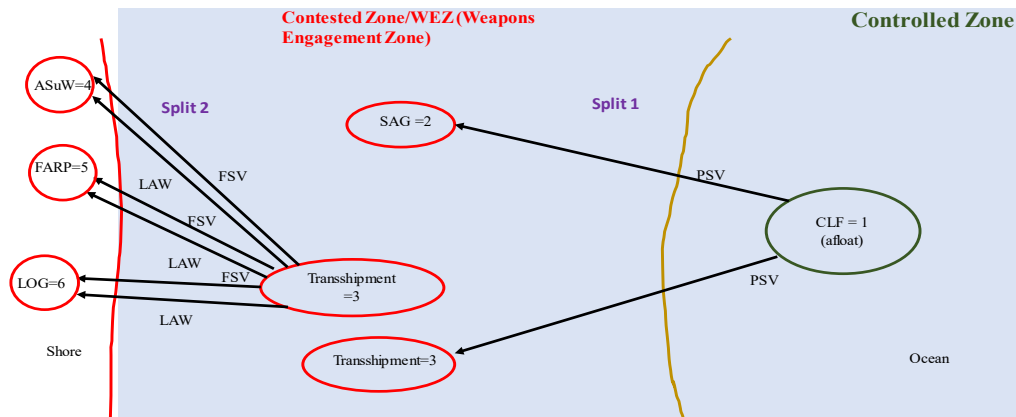 Contested Zone/WEZ (Weapons
Engagement Zone)
Controlled Zone
ASuW=4
Split 2
SAG =2
Split 1
FARP=5
LAW
FSV
PSV
FSV
CLF = 1
(afloat)
LAW
LOG=6
FSV
Transshipment
=3
PSV
LAW
Shore
Transshipment=3
Ocean